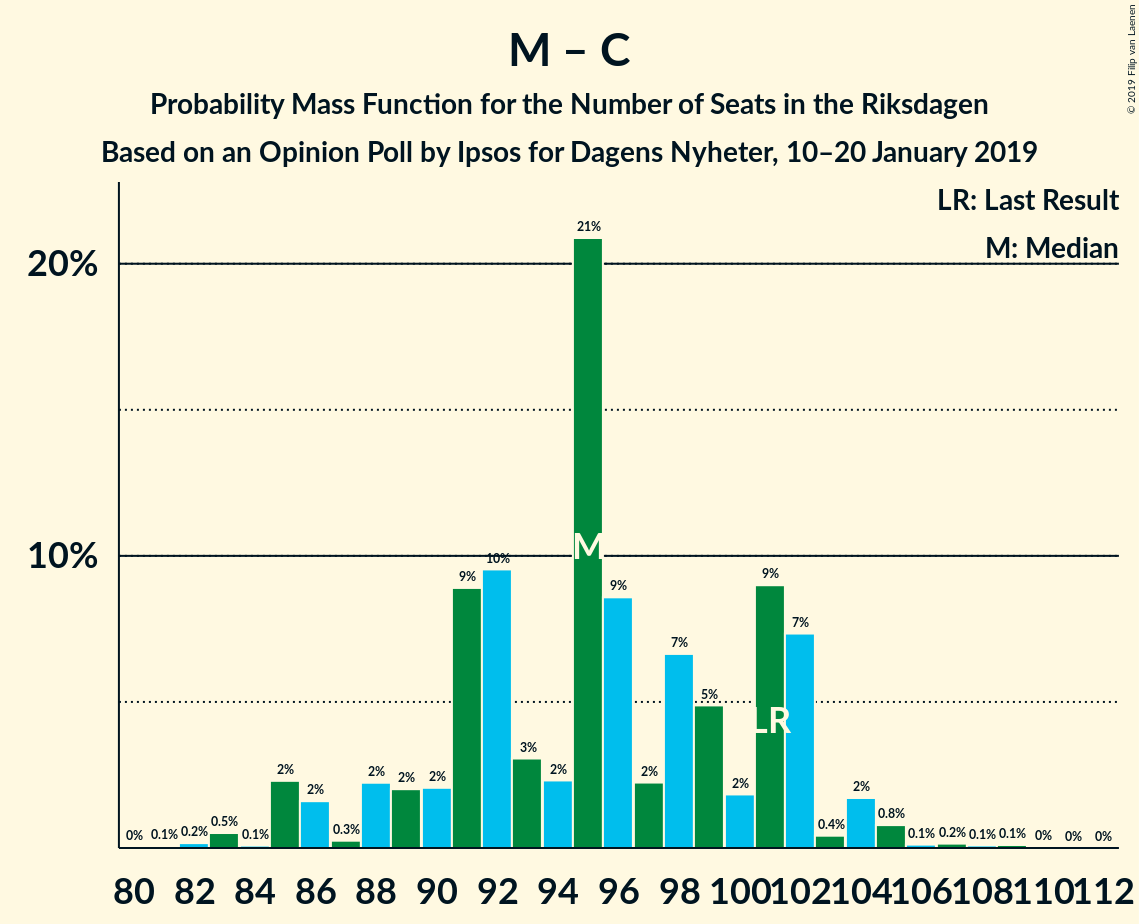 M – C
Probability Mass Function for the Number of Seats in the Riksdagen
Based on an Opinion Poll by Ipsos for Dagens Nyheter, 10–20 January 2019
© 2019 Filip van Laenen
LR: Last Result
M: Median
20%
10%
0% 0.1% 0.2% 0.5% 0.1% 2% 2% 0.3% 2% 2% 2% 9% 10% 3% 2% 21% 9% 2% 7% 5% 2% 9% 7% 0.4% 2% 0.8% 0.1% 0.2% 0.1% 0.1% 0% 0% 0%
M
LR
80 82 84 86 88 90 92 94 96 98 100 102 104 106 108 110 112